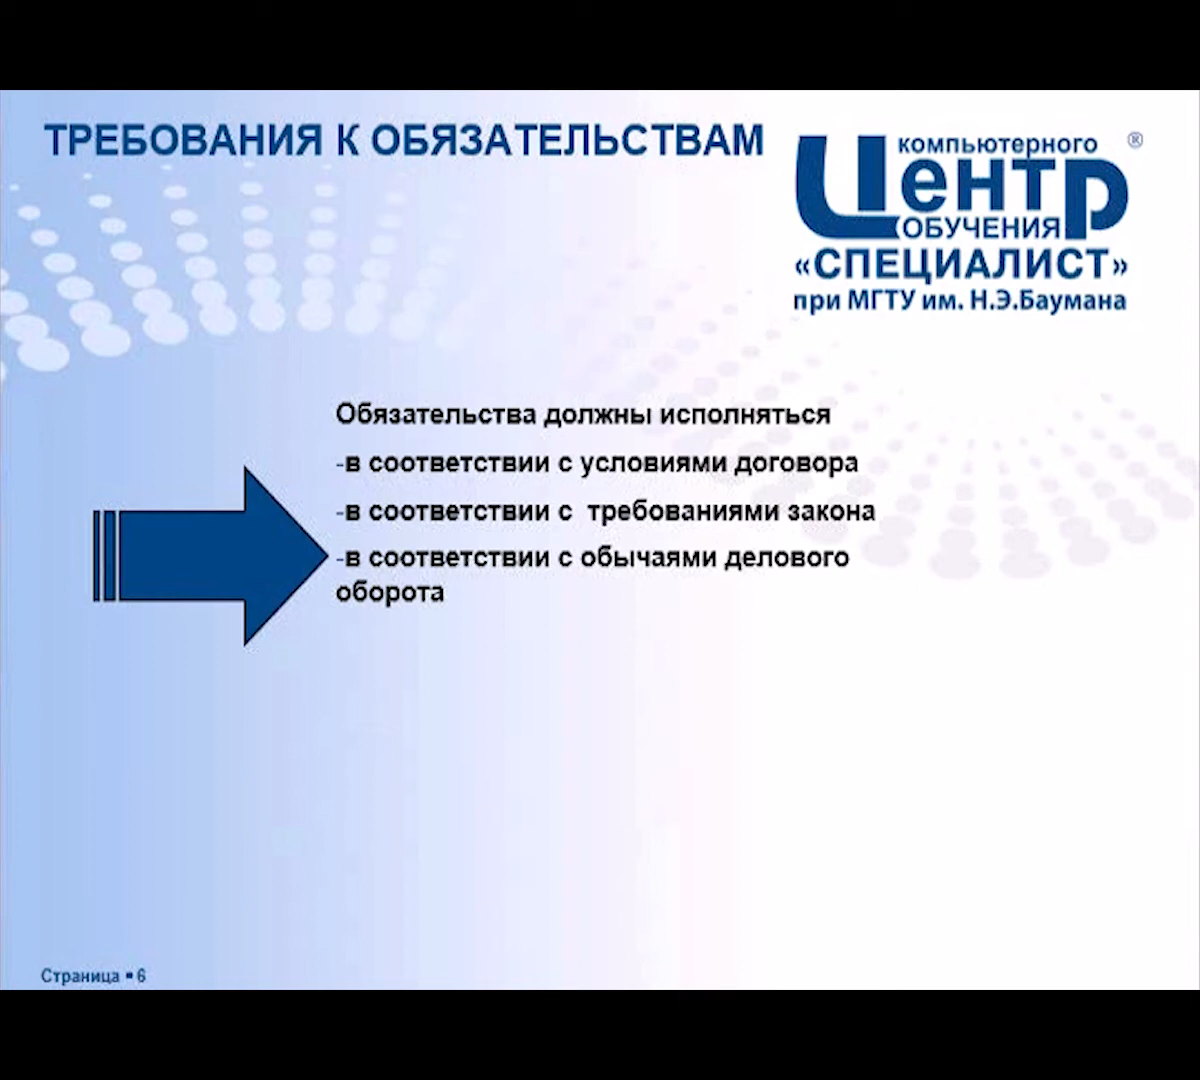 ТРЕБОВАНИЯ К ОБЯЗАТЕЛЬСТВАМ
компьютерного ®
Центр
ОБУЧЕНИЯ
«СПЕЦИАЛИСТ»
при МГТУ им. Н.Э.Баумана
Обязательства должны исполняться
-в соответствии с условиями договора
-в соответствии с  требованиями закона
-в соответствии с обычаями делового
оборота
Страница ▪ 6